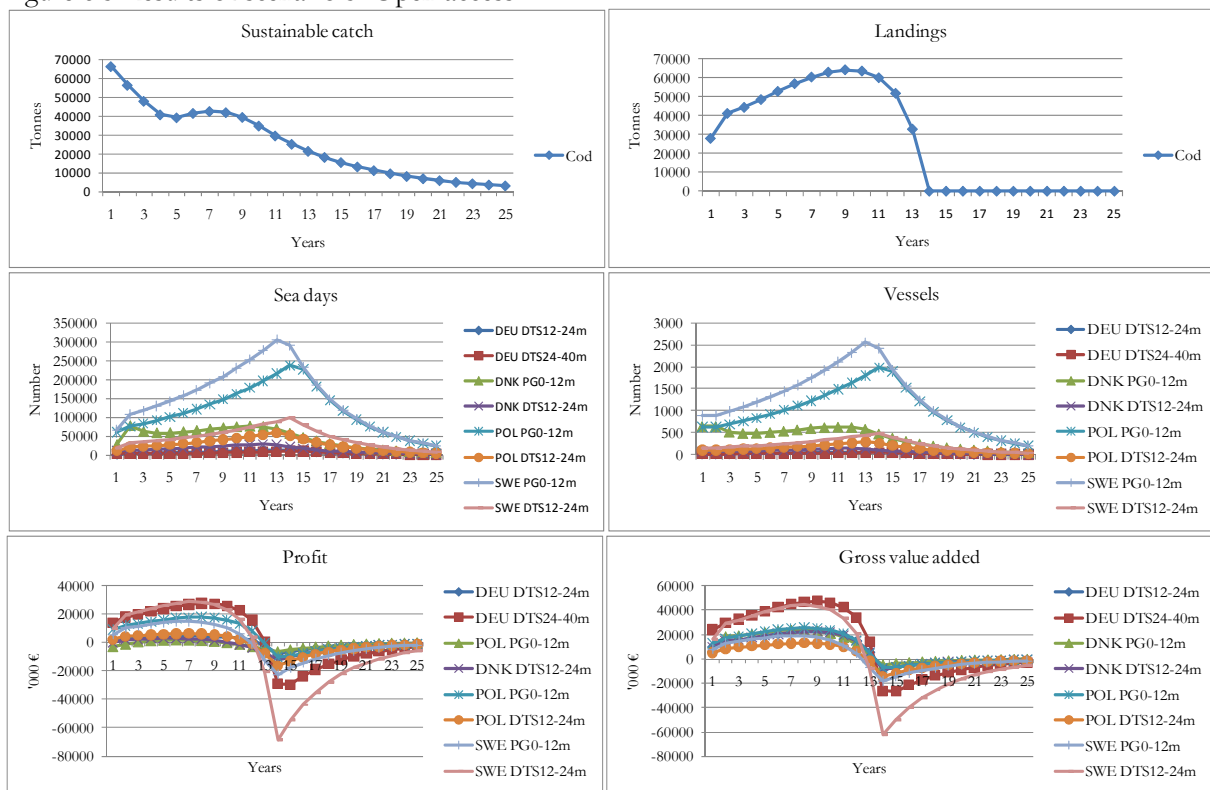 Figure Results of scenario Open access
Sustainable catch
Tonnes
70000
60000
50000
40000
30000
20000
10000
0
1 3 5 7 9 11 13 15 17 19 21 23 25
Years
Cod
Landings
Tonnes
70000
60000
50000
40000
30000
20000
10000
0
1 3 5 7 9 11 13 15 17 19 21 23 25
Years
Cod
Sea days
Number
350000
300000
250000
200000
150000
100000
50000
0
1 3 5 7 9 11 13 15 17 19 21 23 25
Years
DEU DTS12-24m
DEU DTS24-40m
DNK PG0-12m
DNK DTS12-24m
POL PG0-12m
POL DTS12-24m
SWE PG0-12m
SWE DTS12-24m
Vessels
Number
3000
2500
2000
1500
1000
500
0
1 3 5 7 9 11 13 15 17 19 21 23 25
Years
DEU DTS12-24m
DEU DTS24-40m
DNK PG0-12m
DNK DTS12-24m
POL PG0-12m
POL DTS12-24m
SWE PG0-12m
SWE DTS12-24m
Profit
'000 €
40000
20000
0
-20000
-40000
-60000
-80000
1 3 5 7 9 11 13 15 17 19 21 23 25
Years
DEU DTS12-24m
DEU DTS24-40m
POL PG0-12m
DNK DTS12-24m
POL PG0-12m
POL DTS12-24m
SWE PG0-12m
SWE DTS12-24m
Gross value added
'000 €
60000
40000
20000
0
-20000
-40000
-60000
-80000
1 3 5 7 9 11 13 15 17 19 21 23 25
Years
DEU DTS12-24m
DEU DTS24-40m
DNK PG0-12m
DNK DTS12-24m
POL PG0-12m
POL DTS12-24m
SWE PG0-12m
SWE DTS12-24m